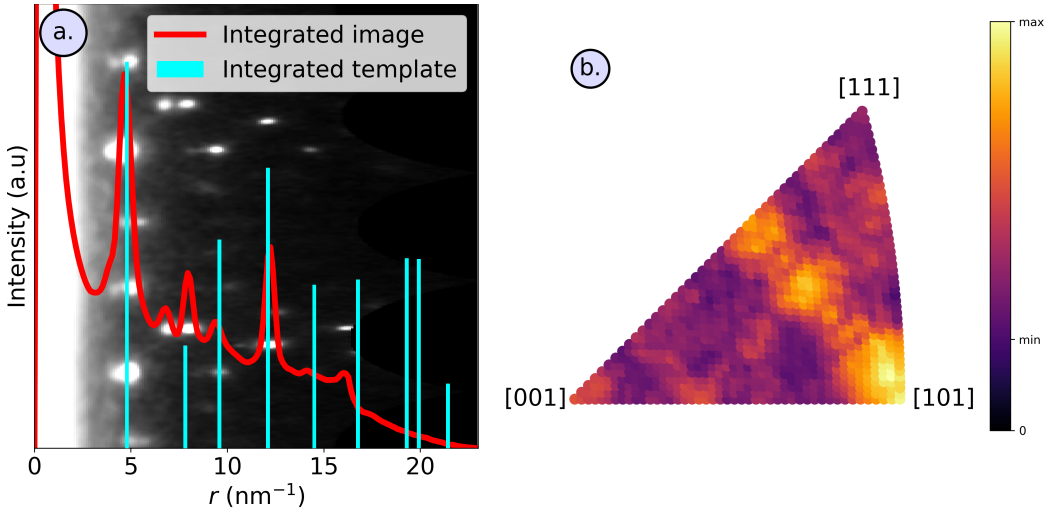 a.
Integrated image
Integrated template
Intensity (a.u)
0 5 10 15 20
r (nm⁻¹)
b.
[111]
[001]
[101]
max
min
0